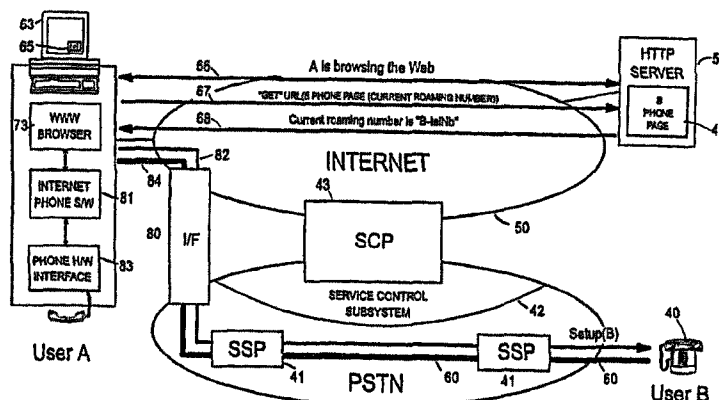 63
65
66
A is browsing the Web
67
"GET" URL(B PHONE PAGE (CURRENT ROAMING NUMBER))
68
Current roaming number is "B-telNb"
HTTP
SERVER
5
B
PHONE
PAGE
4
73
WWW
BROWSER
82
84
INTERNET
INTERNET
PHONE S/W
81
80
I/F
43
SCP
50
PHONE H/W
INTERFACE
83
SERVICE CONTROL
SUBSYSTEM
42
User A
SSP
41
60
SSP
41
Setup(B)
60
40
PSTN
User B